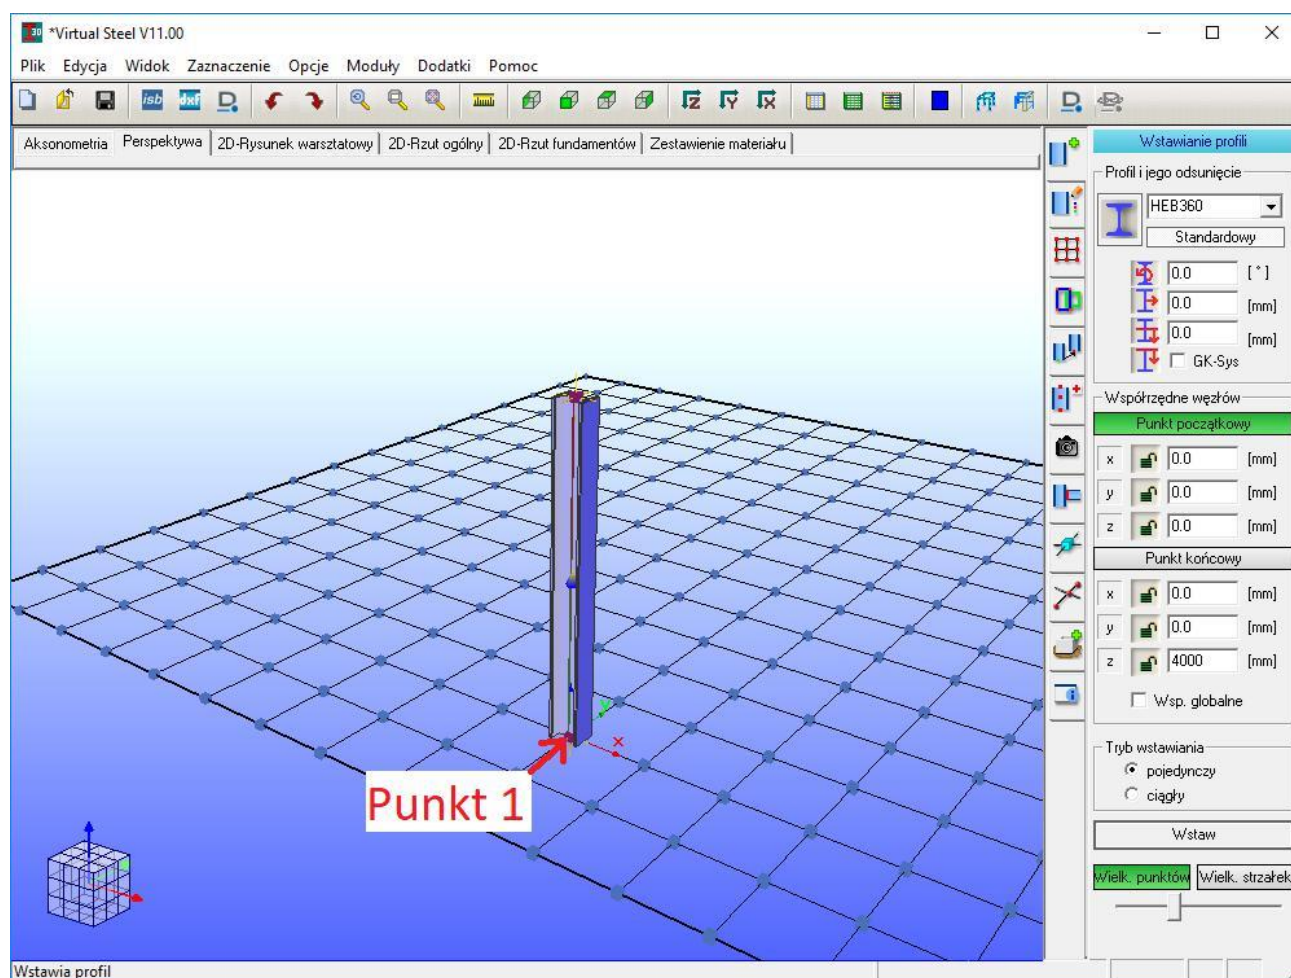 *Virtual Steel V11.00
Plik Edycja Widok Zaznaczenie Opcje Moduły Dodatki Pomoc
isb dxf D Z Y X D
Aksonometria Perspektywa 2D-Rysunek warsztatowy 2D-Rzut ogólny 2D-Rzut fundamentów Zestawienie materiału
Wstawianie profili
Profil i jego odsunięcie
HEB360
Standardowy
0.0 [°]
0.0 [mm]
0.0 [mm]
GK-Sys
Współrzędne węzłów
Punkt początkowy
x 0.0 [mm]
y 0.0 [mm]
z 0.0 [mm]
Punkt końcowy
x 0.0 [mm]
y 0.0 [mm]
z 4000 [mm]
Wsp. globalne
Tryb wstawiania
pojedynczy
ciągły
Wstaw
Wielk. punktów Wielk. strzałek
y
x
Punkt 1
Wstawia profil